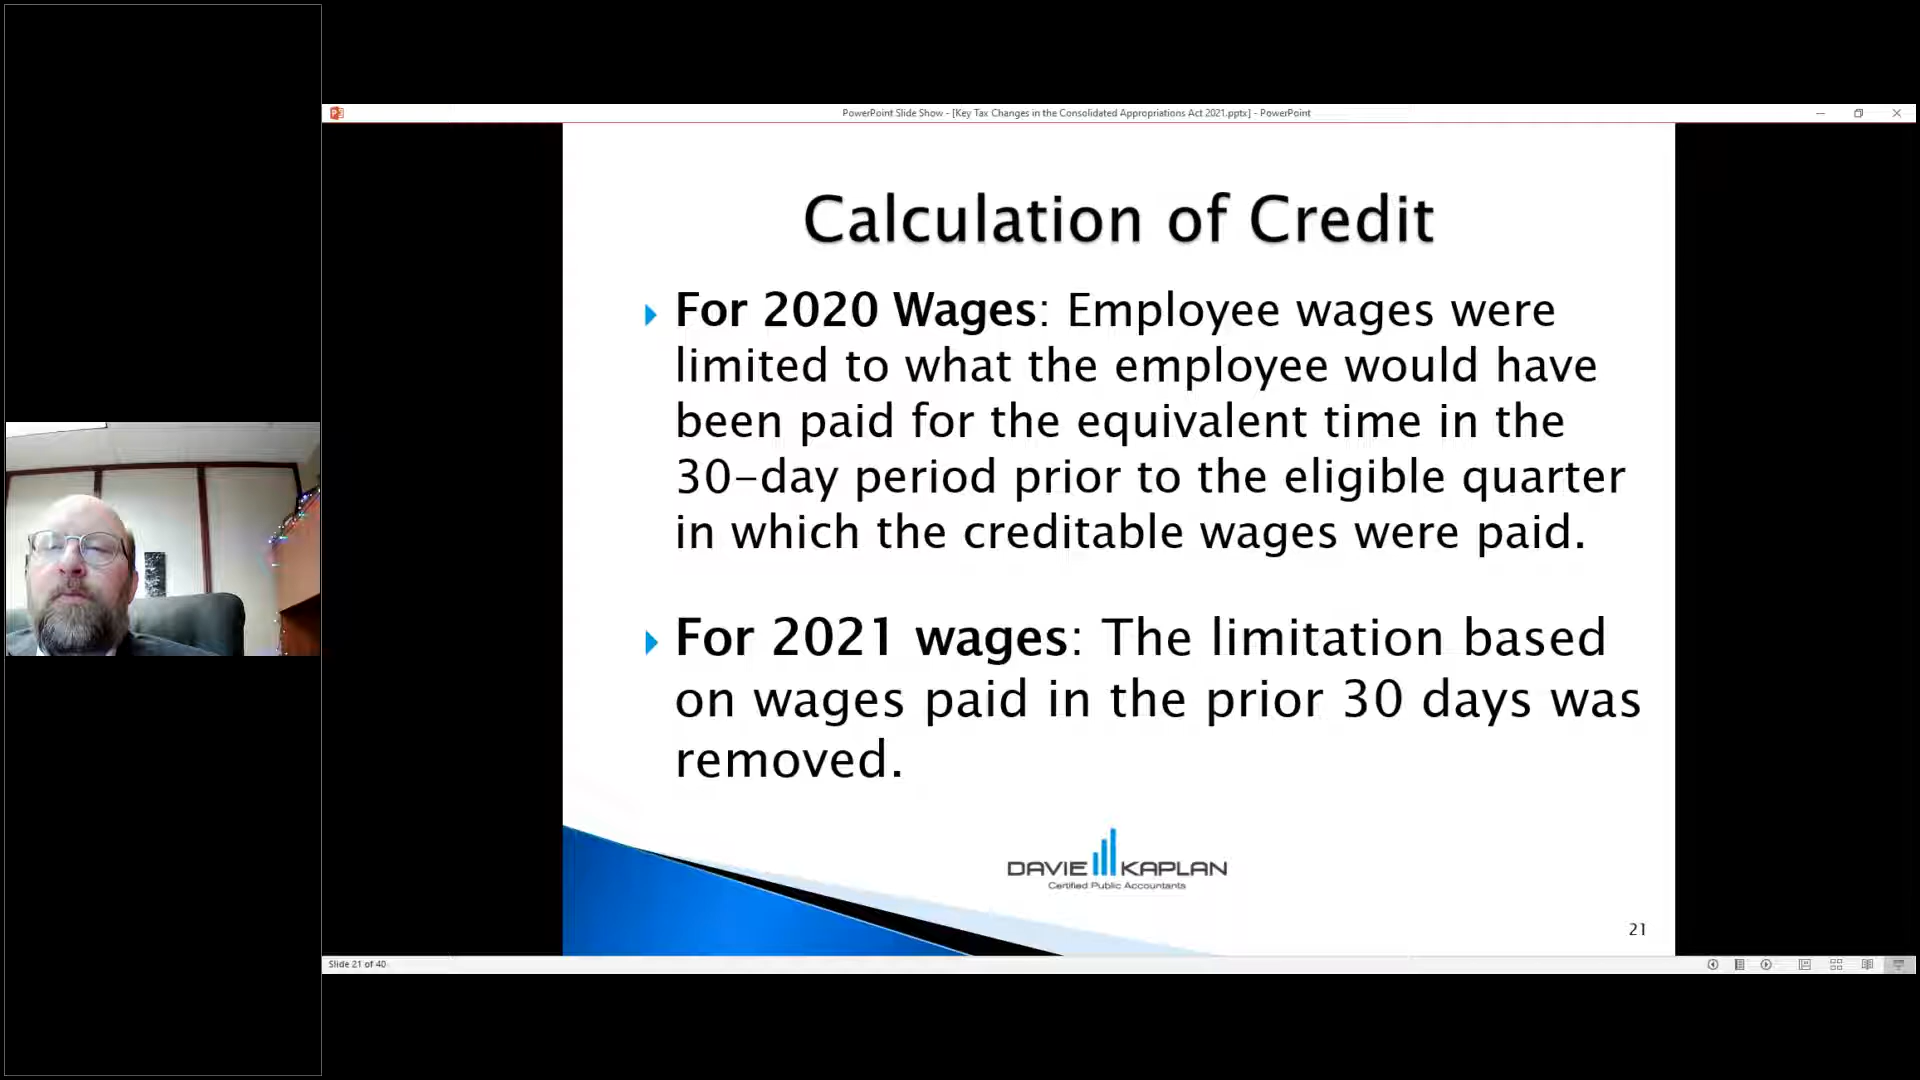 PowerPoint Slide Show - [Key Tax Changes in the Consolidated Appropriations Act 2021.pptx] - PowerPoint
Calculation of Credit
For 2020 Wages: Employee wages were
limited to what the employee would have
been paid for the equivalent time in the
30-day period prior to the eligible quarter
in which the creditable wages were paid.
For 2021 wages: The limitation based
on wages paid in the prior 30 days was
removed.
DAVIE KAPLAN
Certified Public Accountants
21
Slide 21 of 40